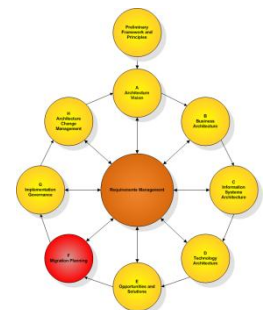 Preliminary
Framework and
Principles
A
Architecture
Vision
H
Architecture
Change
Management
B
Business
Architecture
G
Implementation
Governance
Requirements Management
C
Information
Systems
Architecture
F
Migration Planning
D
Technology
Architecture
E
Opportunities and
Solutions